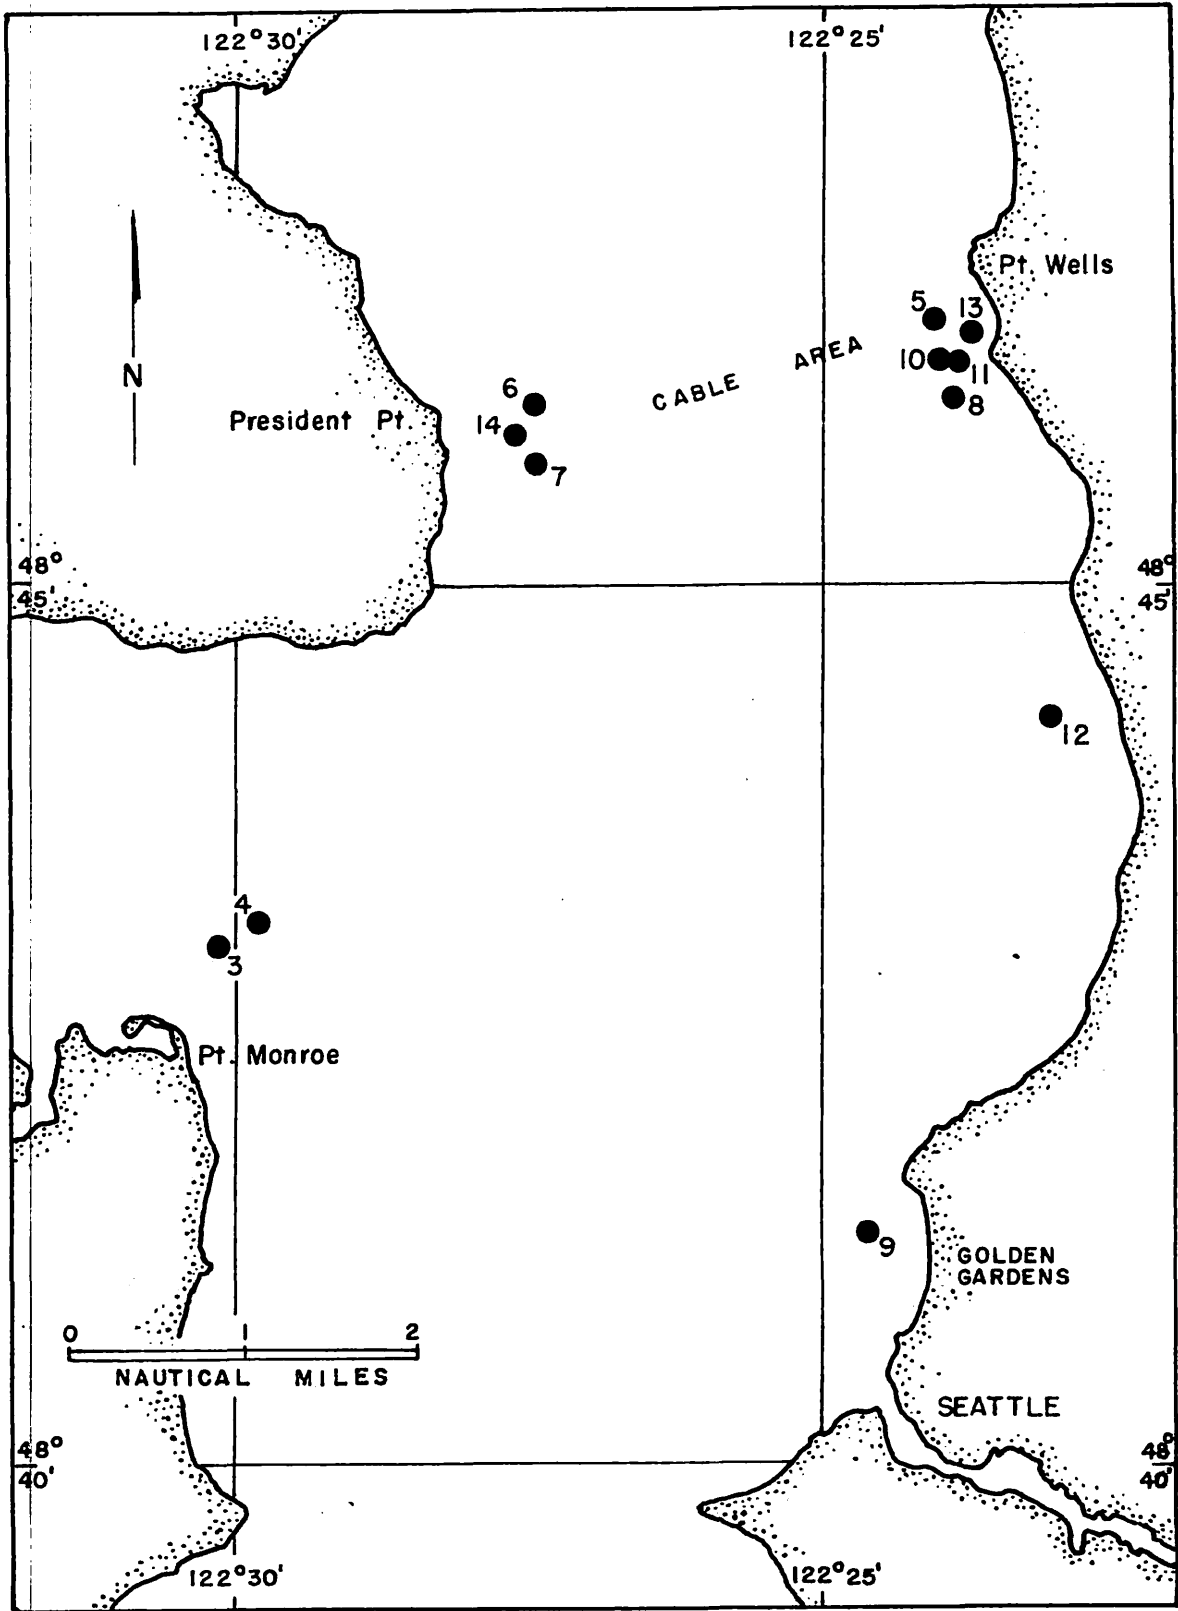 122°30'
122°25'
Pt. Wells
5
13
10
11
8
CABLE AREA
N
President Pt.
6
14
7
48°
45'
48°
45'
12
4
3
Pt. Monroe
9
GOLDEN
GARDENS
0 1 2
NAUTICAL MILES
SEATTLE
48°
40'
48°
40'
122°30'
122°25'